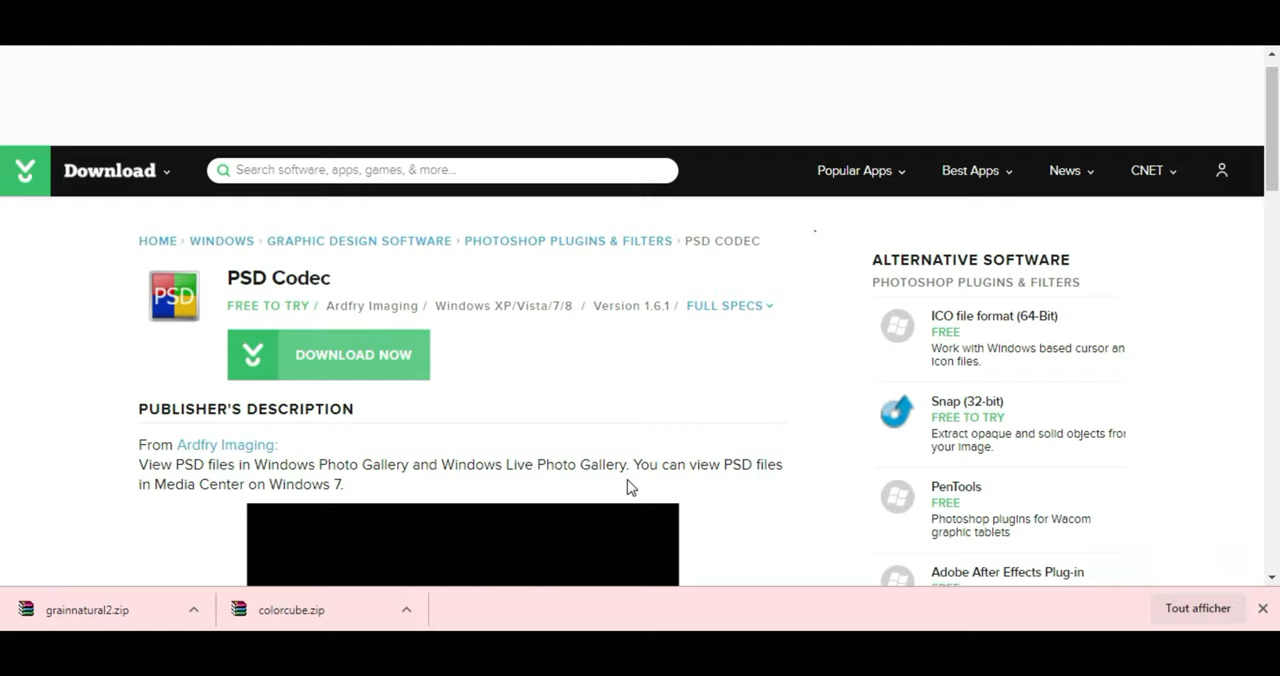 Download
Search software, apps, games, & more...
Popular Apps
Best Apps
News
CNET
HOME › WINDOWS › GRAPHIC DESIGN SOFTWARE › PHOTOSHOP PLUGINS & FILTERS › PSD CODEC
PSD
PSD Codec
FREE TO TRY / Ardfry Imaging / Windows XP/Vista/7/8 / Version 1.6.1 / FULL SPECS
DOWNLOAD NOW
PUBLISHER'S DESCRIPTION
From Ardfry Imaging:
View PSD files in Windows Photo Gallery and Windows Live Photo Gallery. You can view PSD files
in Media Center on Windows 7.
ALTERNATIVE SOFTWARE
PHOTOSHOP PLUGINS & FILTERS
ICO file format (64-Bit)
FREE
Work with Windows based cursor an
icon files.
Snap (32-bit)
FREE TO TRY
Extract opaque and solid objects fror
your image.
PenTools
FREE
Photoshop plugins for Wacom
graphic tablets
Adobe After Effects Plug-in
grainnatural2.zip
colorcube.zip
Tout afficher